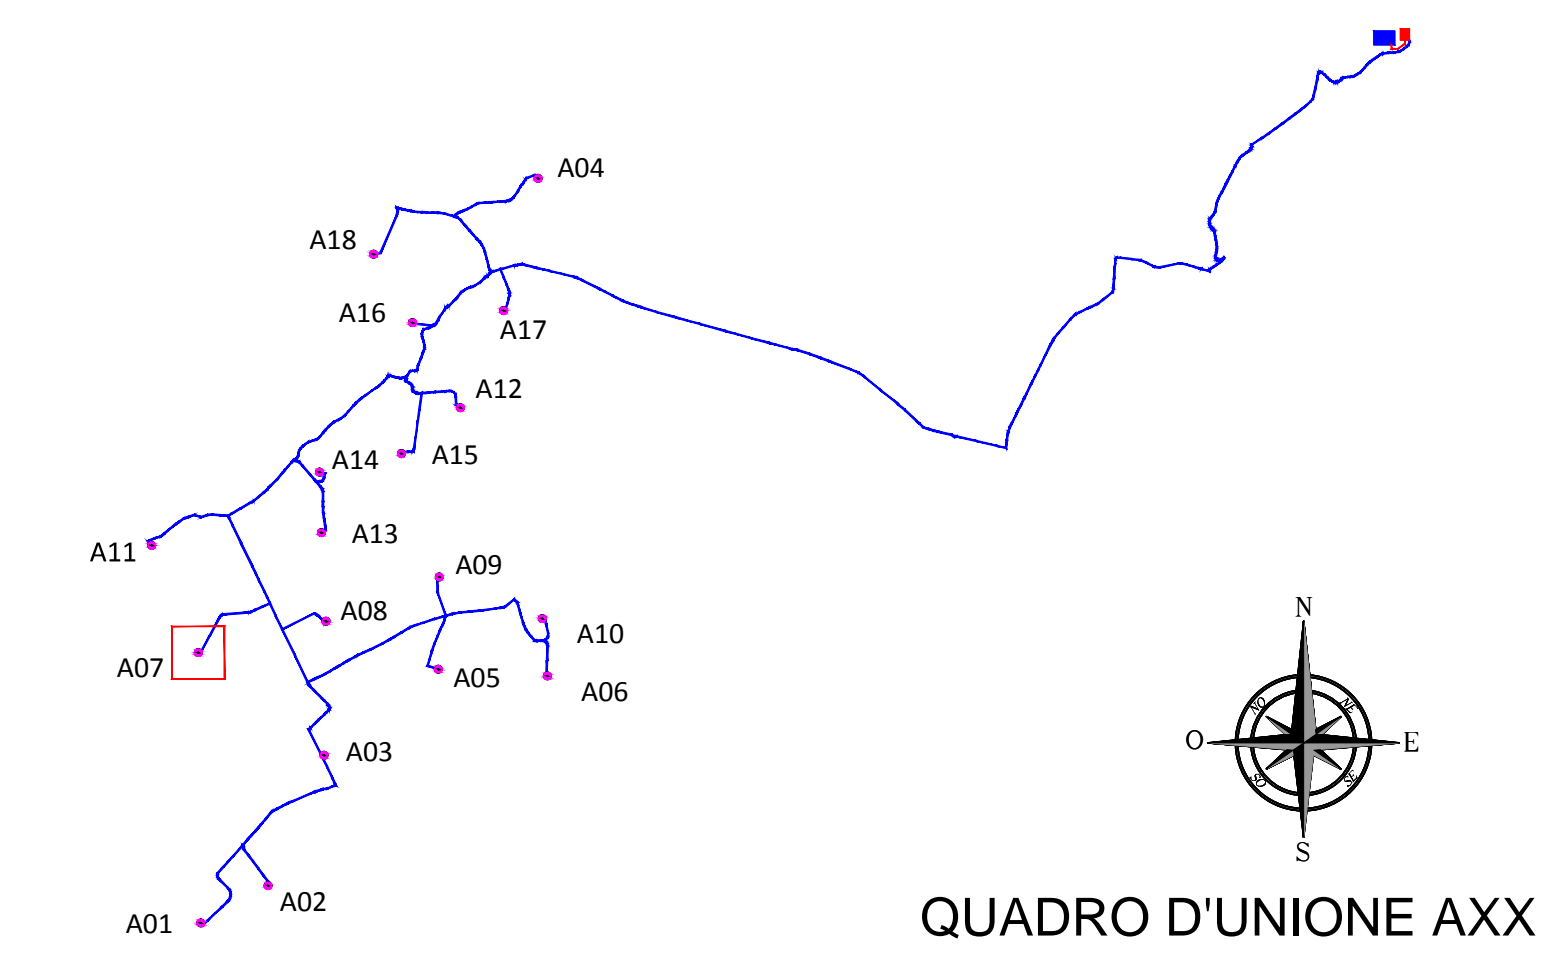 A04
A18
A16
A17
A12
A14
A15
A13
A11
A09
A08
A10
A07
A05
A06
A03
A02
A01
N
NO
NE
O
E
SO
SE
S
QUADRO D'UNIONE AXX